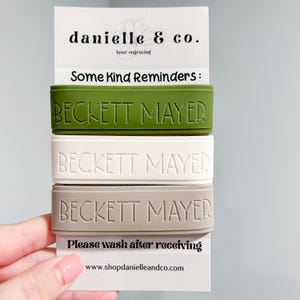 danielle & co.
laser engraving
Some Kind Reminders:
BECKETT MAYER
BECKETT MAYER
BECKETT MAYER
Please wash after receiving
www.shopdanielleandco.com